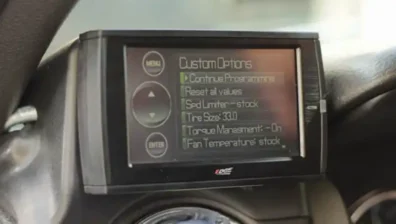 MENU
Custom Options
Continue Programming
Reset all values
Spd Limiter: - stock
Tire Size: 33.0
Torque Managment: - On
Fan Temperature: stock
ENTER